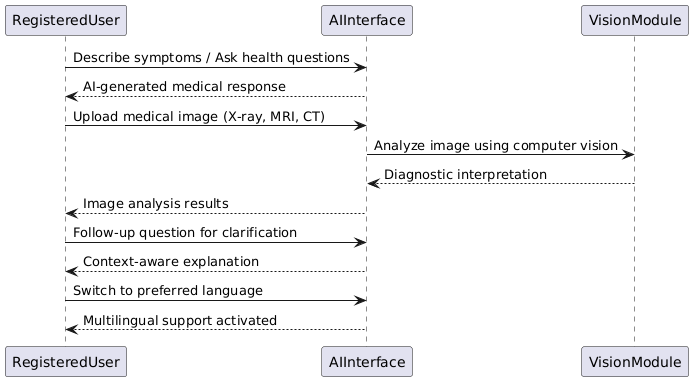 RegisteredUser AIInterface VisionModule
Describe symptoms / Ask health questions
AI-generated medical response
Upload medical image (X-ray, MRI, CT)
Analyze image using computer vision
Diagnostic interpretation
Image analysis results
Follow-up question for clarification
Context-aware explanation
Switch to preferred language
Multilingual support activated
RegisteredUser AIInterface VisionModule